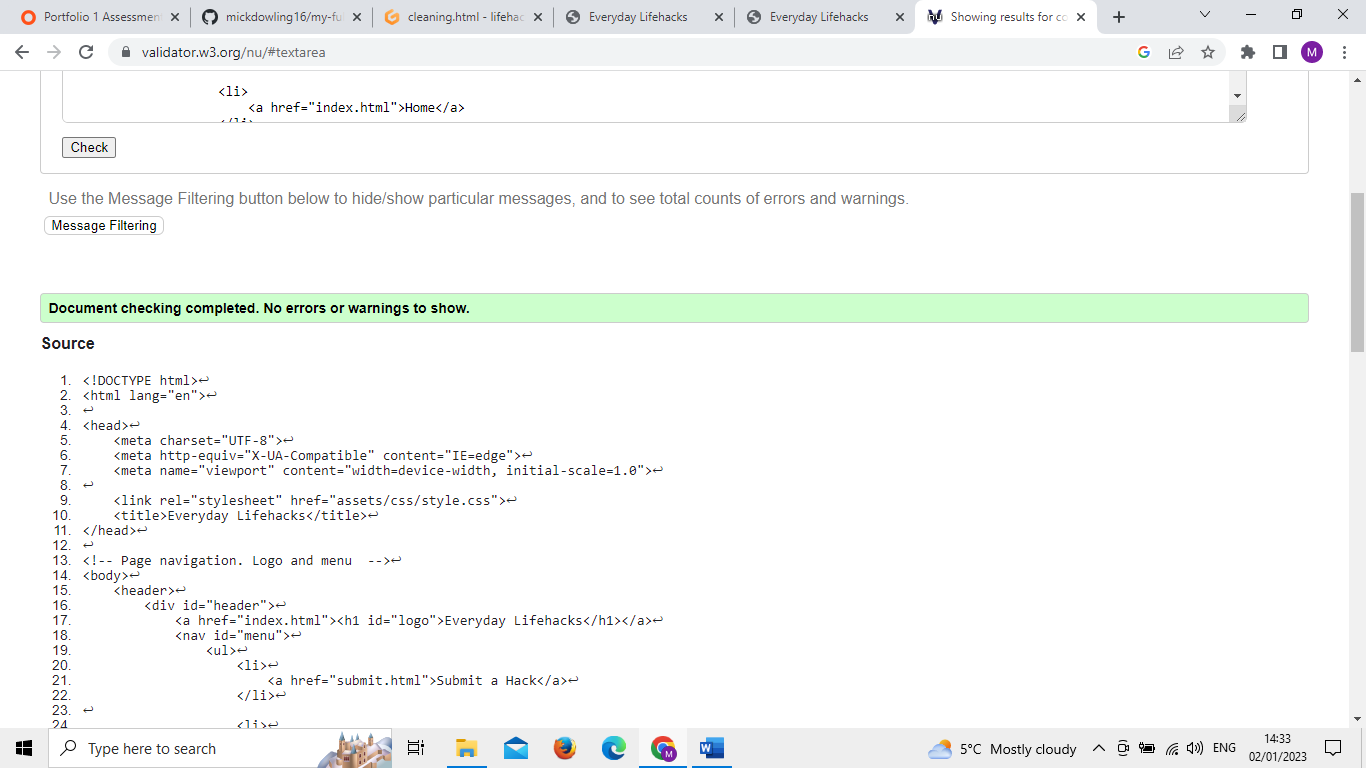 Portfolio 1 Assessment
mickdowling16/my-ful
cleaning.html - lifehac
Everyday Lifehacks
Everyday Lifehacks
Showing results for co
validator.w3.org/nu/#textarea
M
<li>
<a href="index.html">Home</a>
</li>
Check
Use the Message Filtering button below to hide/show particular messages, and to see total counts of errors and warnings.
Message Filtering
Document checking completed. No errors or warnings to show.
Source
1. <!DOCTYPE html>↩
2. <html lang="en">↩
3. ↩
4. <head>↩
5. <meta charset="UTF-8">↩
6. <meta http-equiv="X-UA-Compatible" content="IE=edge">↩
7. <meta name="viewport" content="width=device-width, initial-scale=1.0">↩
8. ↩
9. <link rel="stylesheet" href="assets/css/style.css">↩
10. <title>Everyday Lifehacks</title>↩
11. </head>↩
12. ↩
13. <!-- Page navigation. Logo and menu  -->↩
14. <body>↩
15. <header>↩
16. <div id="header">↩
17. <a href="index.html"><h1 id="logo">Everyday Lifehacks</h1></a>↩
18. <nav id="menu">↩
19. <ul>↩
20. <li>↩
21. <a href="submit.html">Submit a Hack</a>↩
22. </li>↩
23. ↩
24. <li>↩
Type here to search
5°C Mostly cloudy
ENG
14:33
02/01/2023